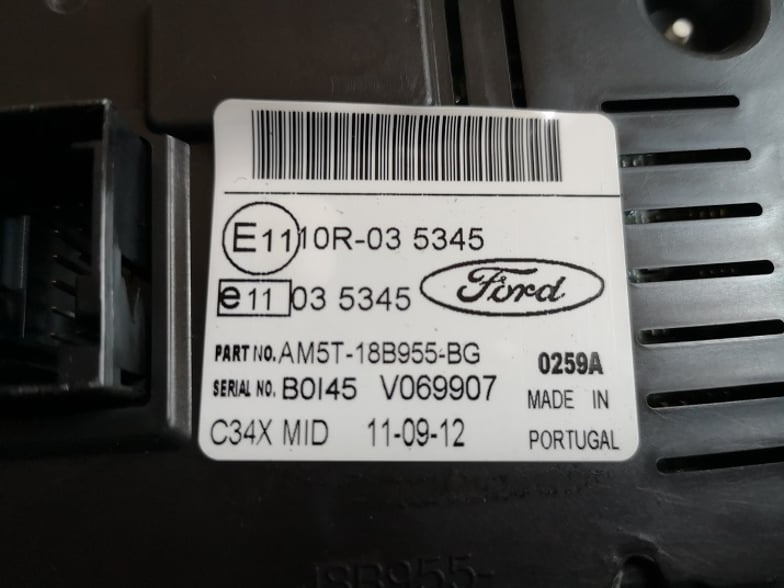 E11 10R-03 5345
e11 03 5345
Ford
PART NO. AM5T-18B955-BG
0259A
SERIAL NO. B0I45 V069907
MADE IN
C34X MID 11-09-12
PORTUGAL
18B955-